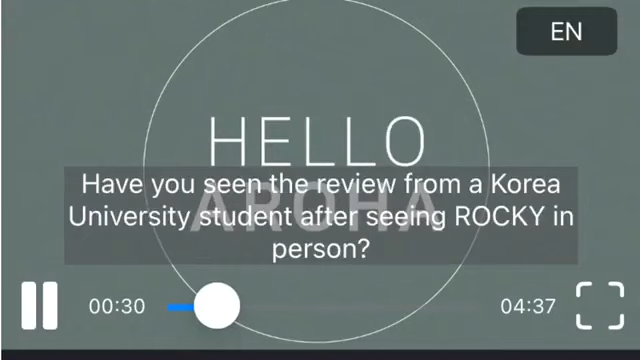 EN
HELLO
AROHA
Have you seen the review from a Korea
University student after seeing ROCKY in
person?
00:30
04:37